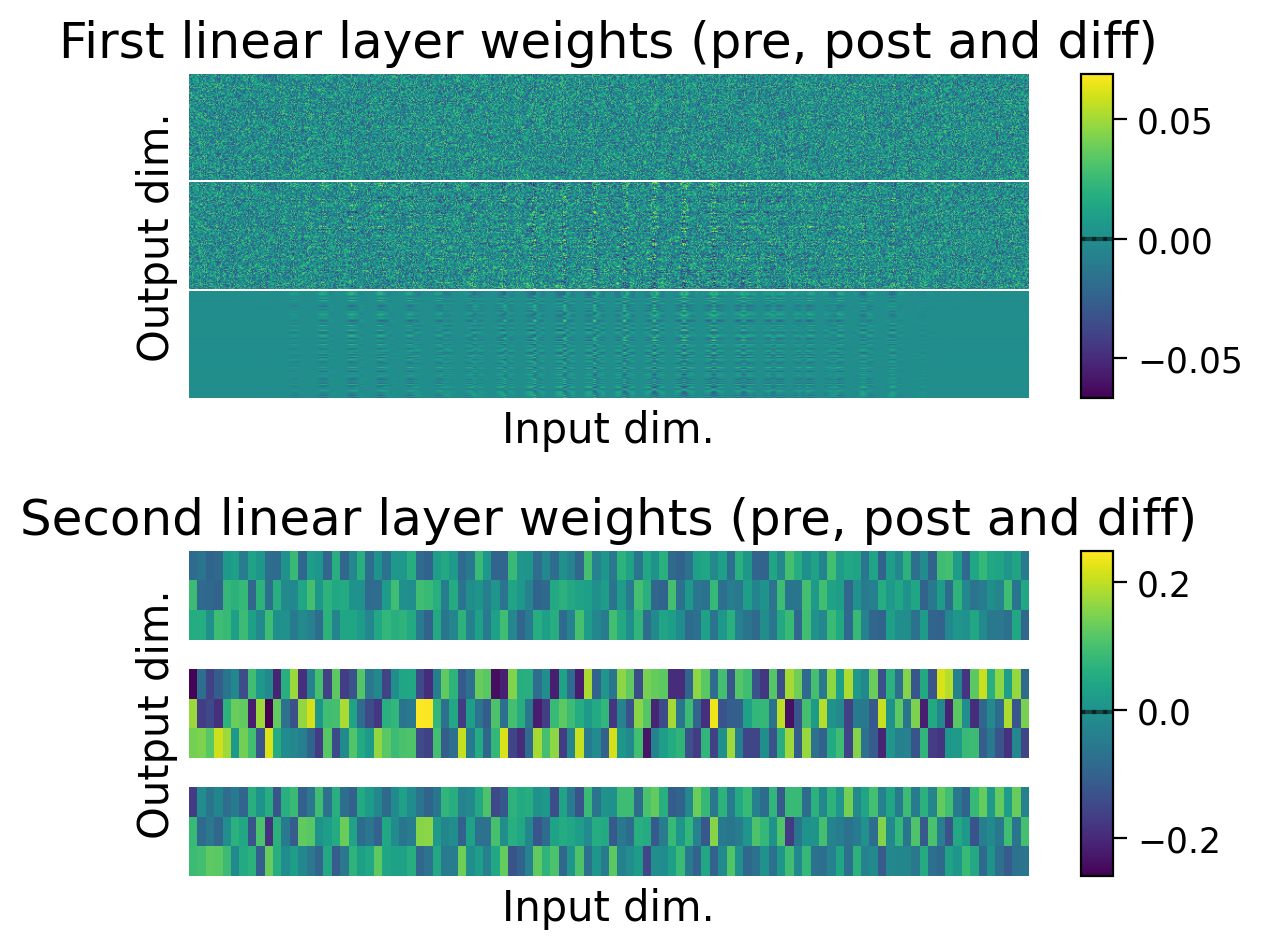 First linear layer weights (pre, post and diff)
Output dim.
0.05
0.00
−0.05
Input dim.
Second linear layer weights (pre, post and diff)
Output dim.
0.2
0.0
−0.2
Input dim.